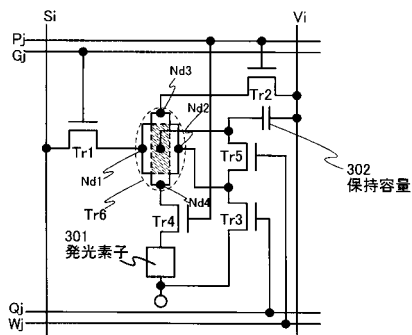 Si
Vi
Pj
Gj
Nd3
Nd2
Tr2
Tr1
Tr5
302
保持容量
Nd1
Nd4
Tr6
Tr4
Tr3
301
発光素子
Qj
Wj